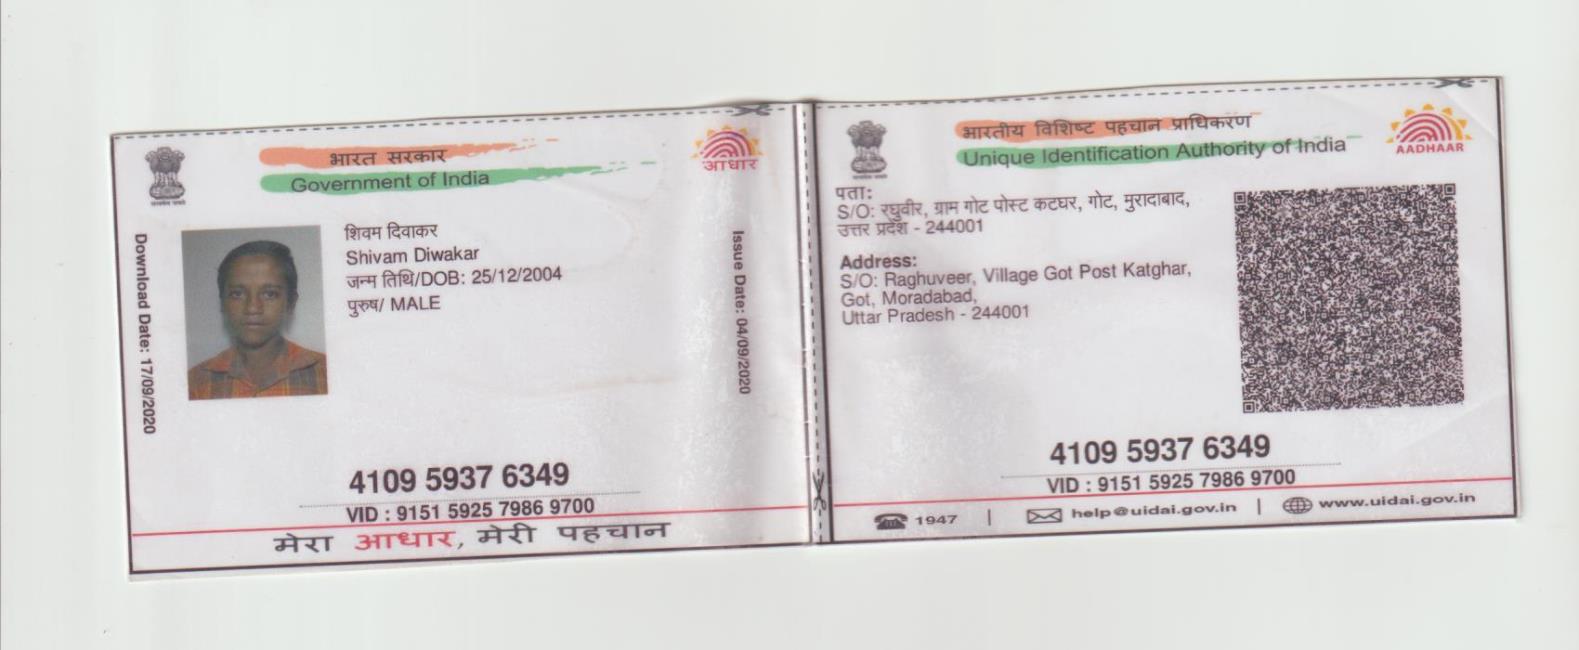 भारत सरकार
Government of India
आधार
Download Date: 17/09/2020
शिवम दिवाकर
Shivam Diwakar
जन्म तिथि/DOB: 25/12/2004
पुरुष/ MALE
Issue Date: 04/09/2020
4109 5937 6349
VID : 9151 5925 7986 9700
मेरा आधार, मेरी पहचान
भारतीय विशिष्ट पहचान प्राधिकरण
Unique Identification Authority of India
AADHAAR
पता:
S/O: रघुवीर, ग्राम गोट पोस्ट कटघर, गोट, मुरादाबाद,
उत्तर प्रदेश - 244001
Address:
S/O: Raghuveer, Village Got Post Katghar,
Got, Moradabad,
Uttar Pradesh - 244001
4109 5937 6349
VID : 9151 5925 7986 9700
1947 | help@uidai.gov.in | www.uidai.gov.in